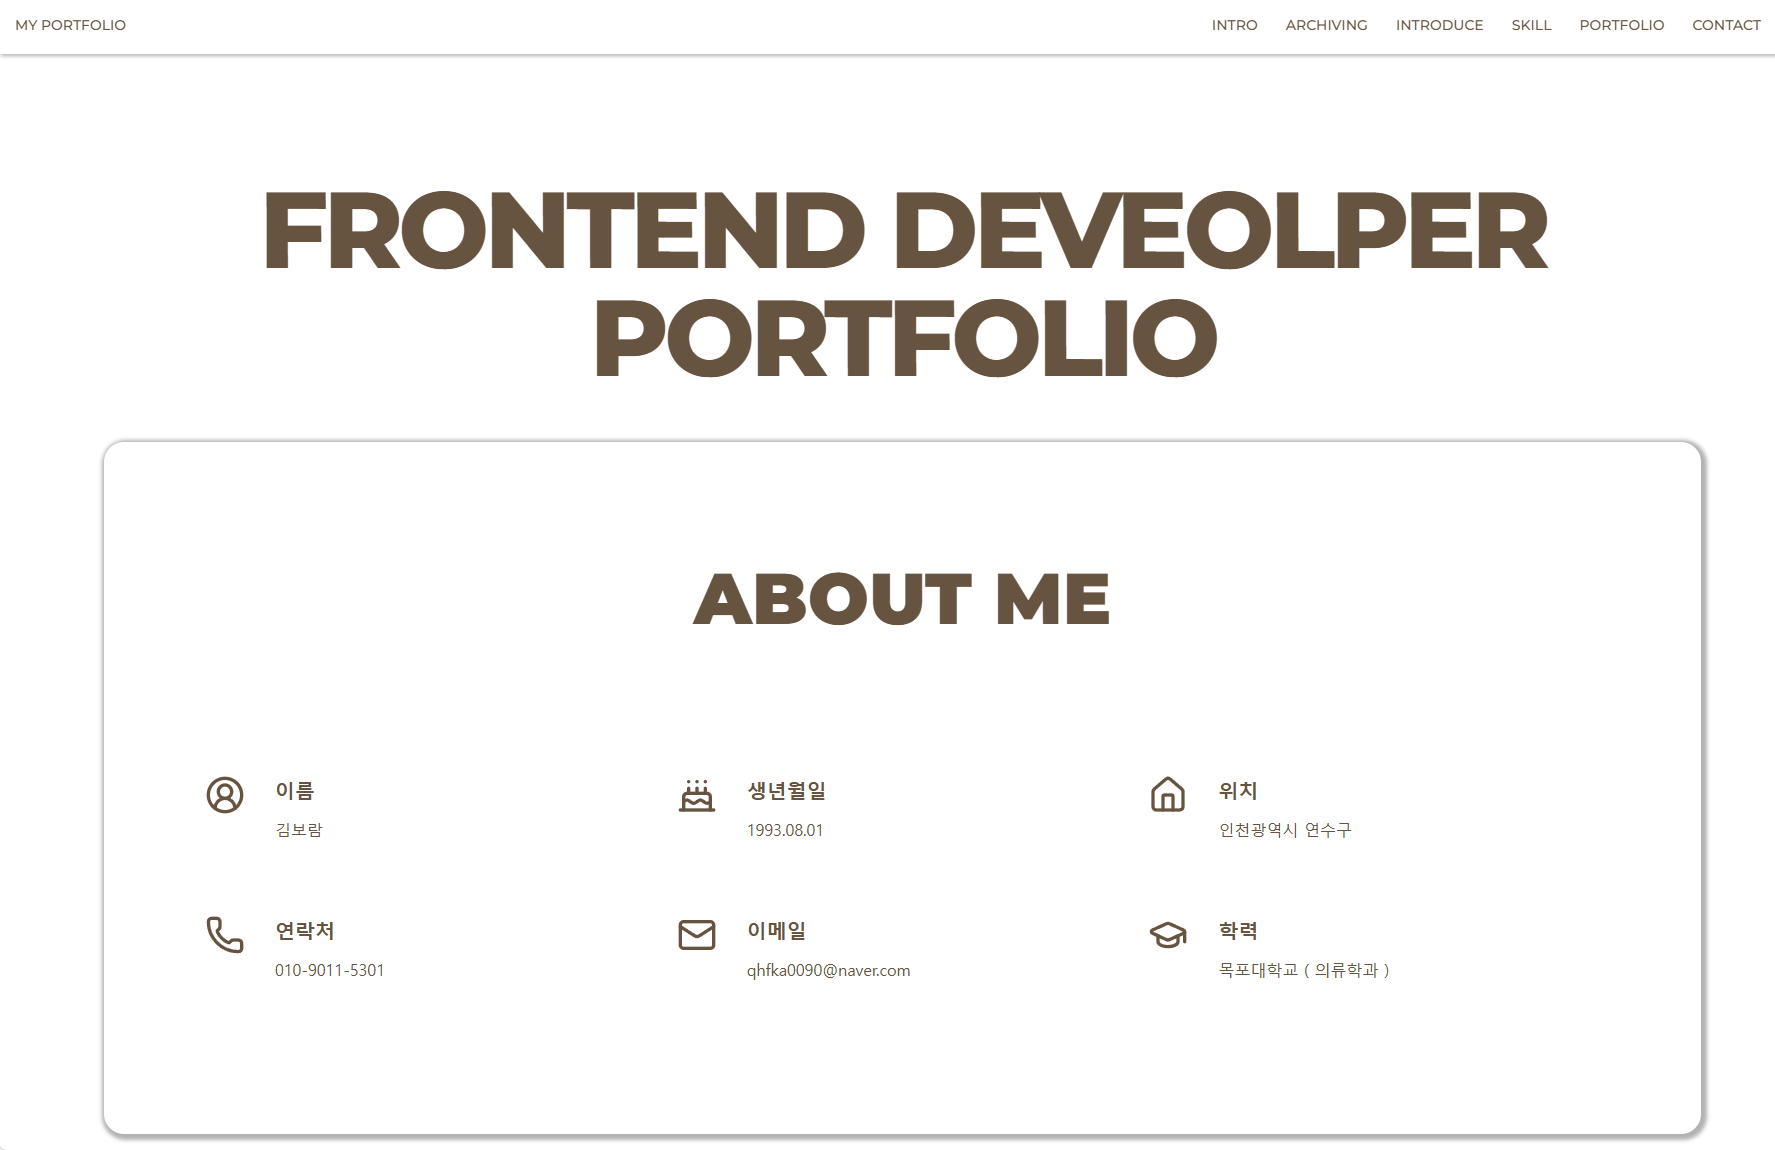 MY PORTFOLIO
INTRO ARCHIVING INTRODUCE SKILL PORTFOLIO CONTACT
FRONTEND DEVEOLPER
PORTFOLIO
ABOUT ME
이름 생년월일 위치
김보람 1993.08.01 인천광역시 연수구
연락처 이메일 학력
010-9011-5301 qhfka0090@naver.com 목포대학교 ( 의류학과 )